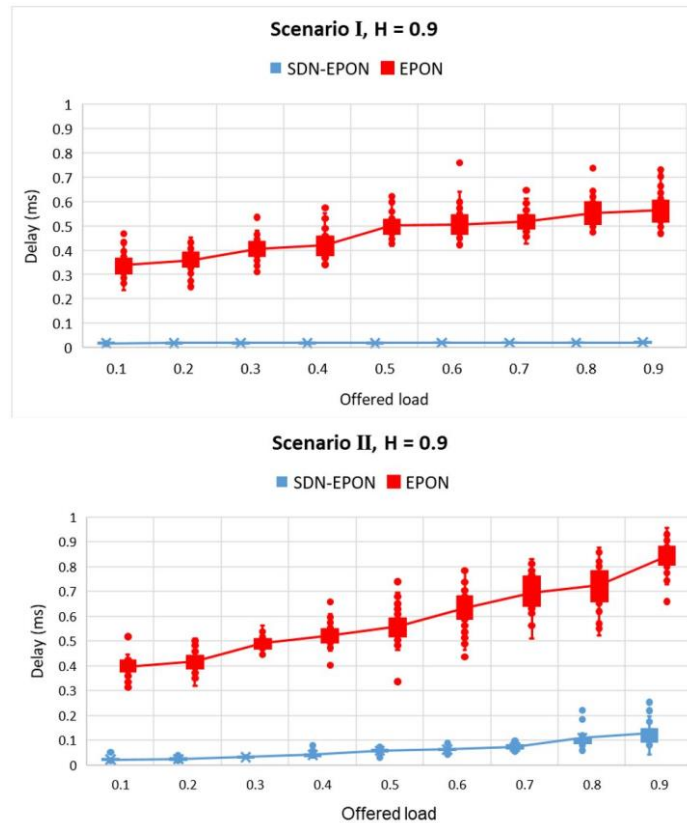 Scenario I, H = 0.9
SDN-EPON EPON
1
0.9
0.8
0.7
0.6
0.5
0.4
0.3
0.2
0.1
0
Delay (ms)
0.1 0.2 0.3 0.4 0.5 0.6 0.7 0.8 0.9
Offered load
Scenario II, H = 0.9
SDN-EPON EPON
1
0.9
0.8
0.7
0.6
0.5
0.4
0.3
0.2
0.1
0
Delay (ms)
0.1 0.2 0.3 0.4 0.5 0.6 0.7 0.8 0.9
Offered load